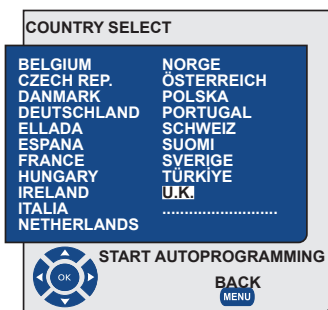 COUNTRY SELECT
BELGIUM
CZECH REP.
DANMARK
DEUTSCHLAND
ELLADA
ESPANA
FRANCE
HUNGARY
IRELAND
ITALIA
NETHERLANDS
NORGE
ÖSTERREICH
POLSKA
PORTUGAL
SCHWEIZ
SUOMI
SVERIGE
TÜRKİYE
U.K.
...........................
OK
START AUTOPROGRAMMING
BACK
MENU